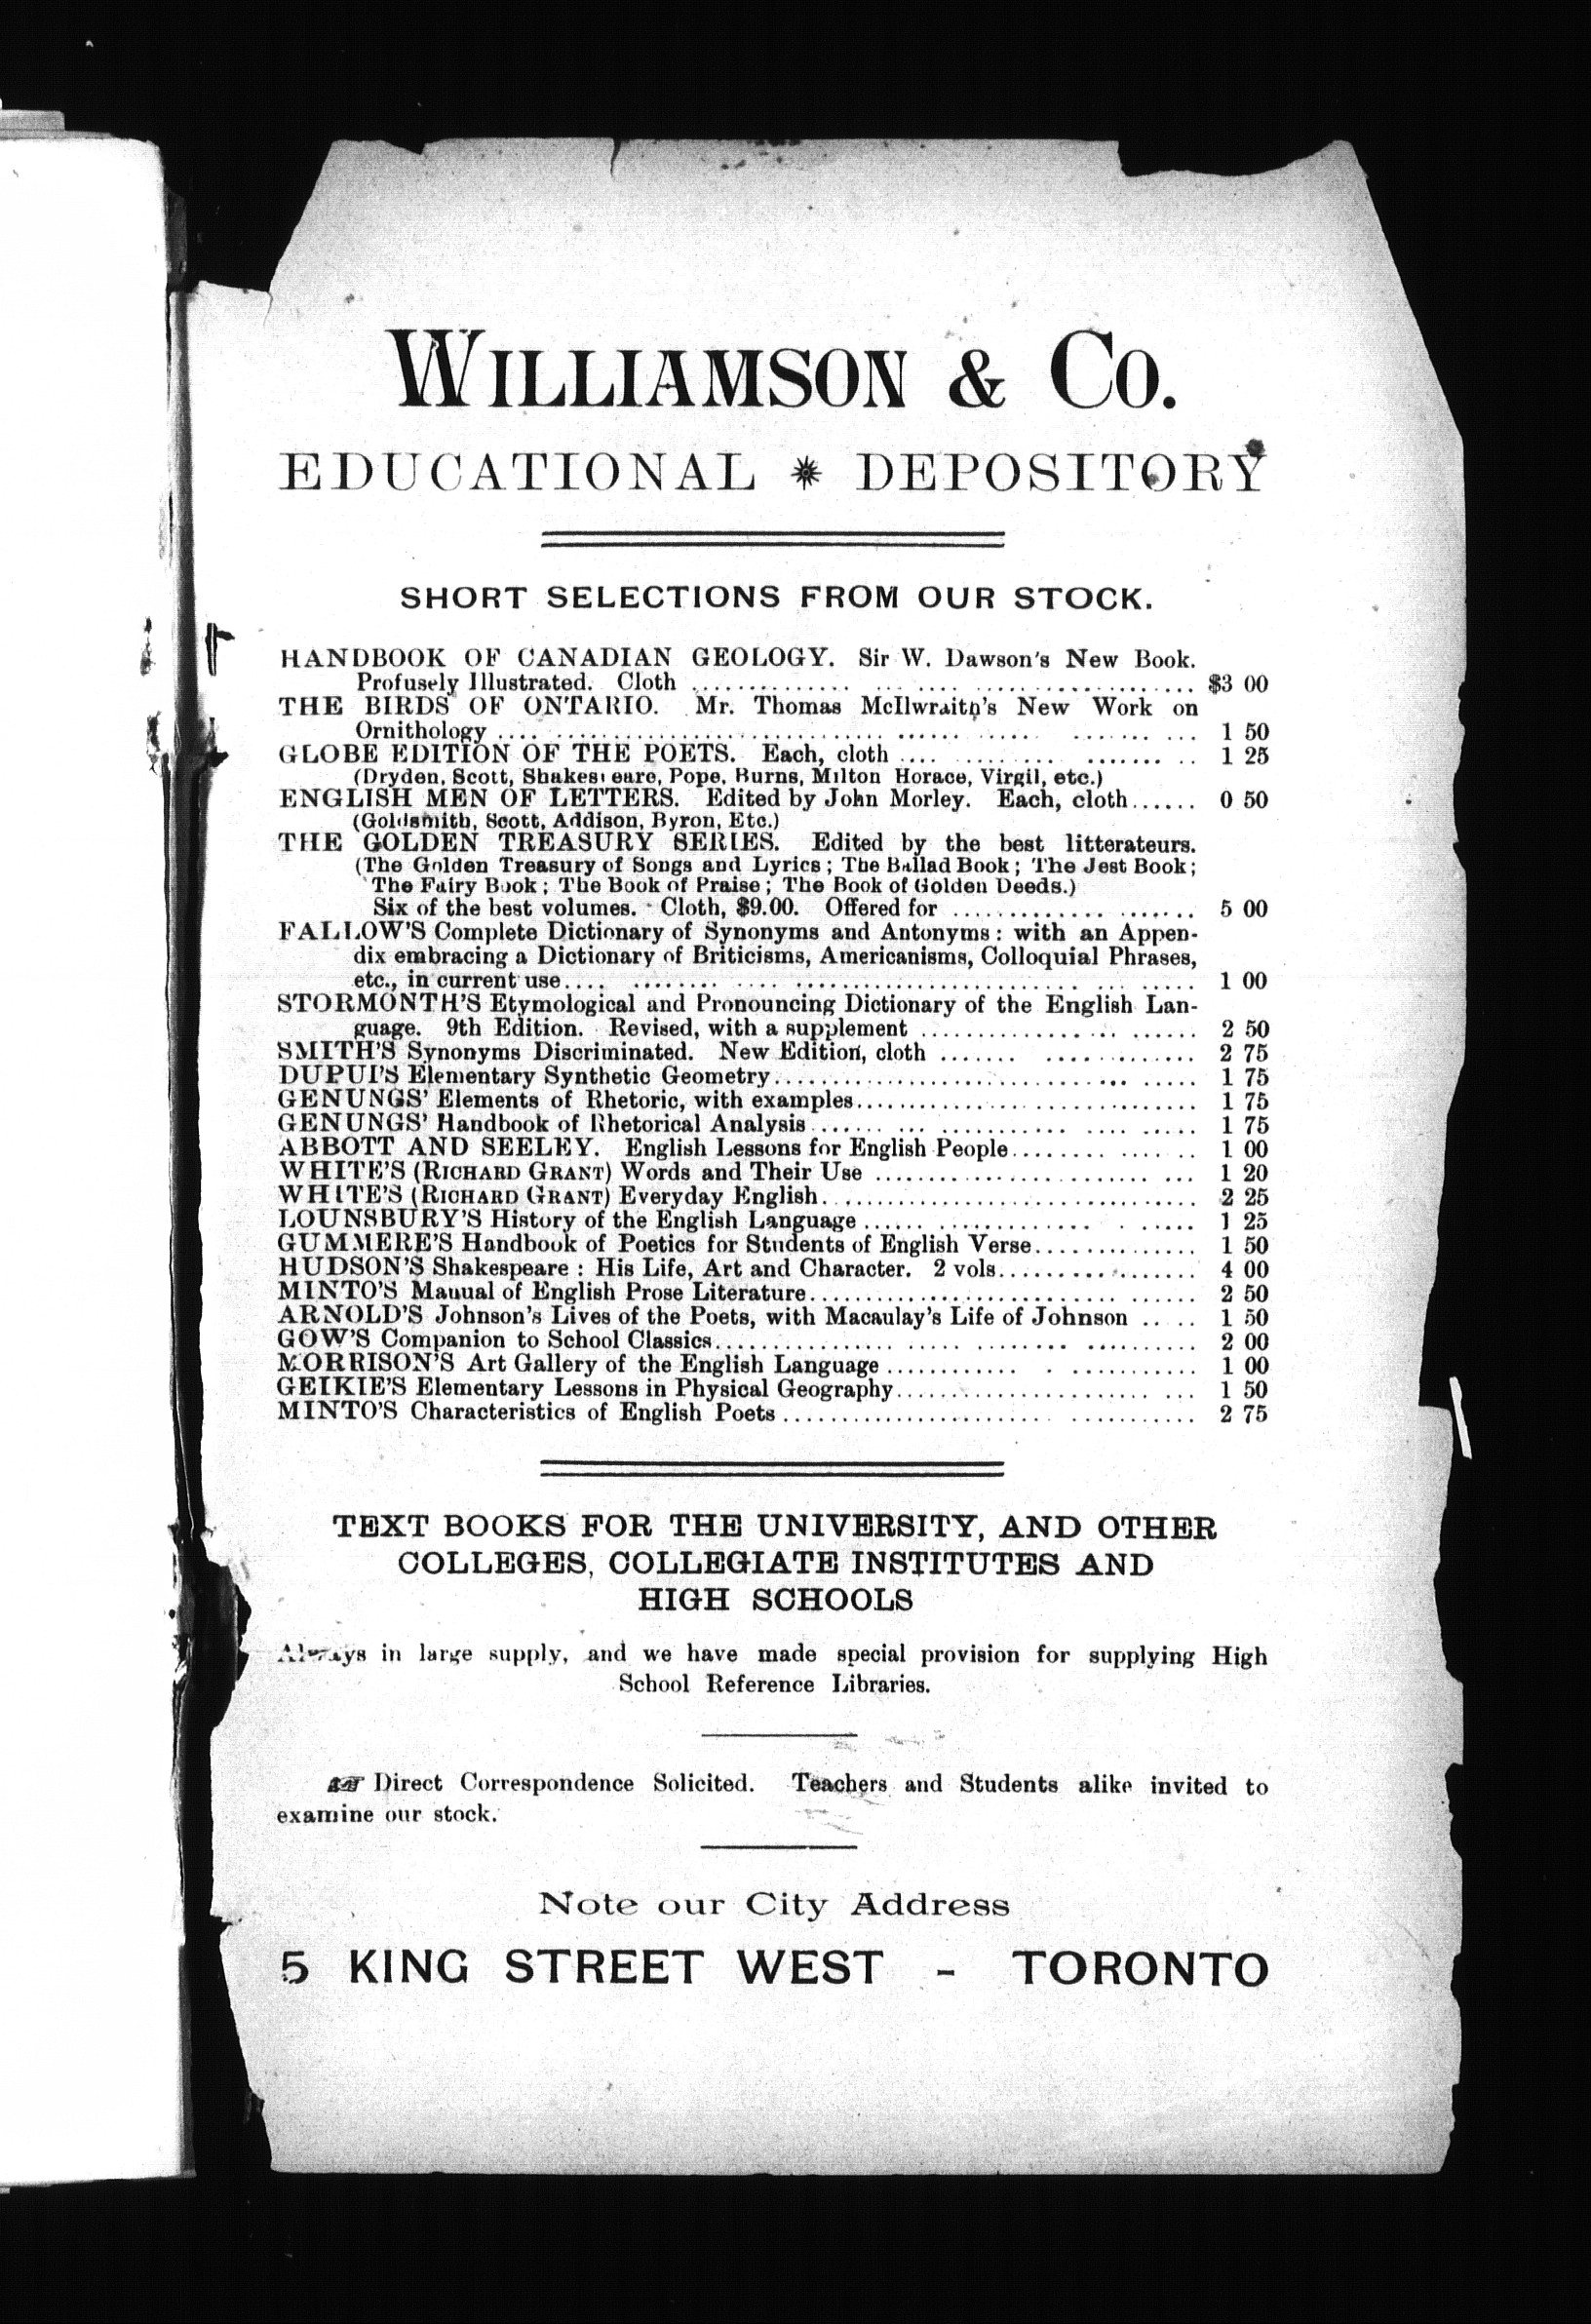 WILLIAMSON & CO.
EDUCATIONAL ✷ DEPOSITORY
SHORT SELECTIONS FROM OUR STOCK.
HANDBOOK OF CANADIAN GEOLOGY. Sir W. Dawson's New Book.
Profusely Illustrated. Cloth .......... $3 00
THE BIRDS OF ONTARIO. Mr. Thomas McIlwraith's New Work on
Ornithology .......... 1 50
GLOBE EDITION OF THE POETS. Each, cloth .......... 1 25
(Dryden, Scott, Shakespeare, Pope, Burns, Milton Horace, Virgil, etc.)
ENGLISH MEN OF LETTERS. Edited by John Morley. Each, cloth...... 0 50
(Goldsmith, Scott, Addison, Byron, Etc.)
THE GOLDEN TREASURY SERIES. Edited by the best litterateurs.
(The Golden Treasury of Songs and Lyrics; The Ballad Book; The Jest Book;
The Fairy Book; The Book of Praise; The Book of Golden Deeds.)
Six of the best volumes. Cloth, $9.00. Offered for .......... 5 00
FALLOW'S Complete Dictionary of Synonyms and Antonyms: with an Appen-
dix embracing a Dictionary of Briticisms, Americanisms, Colloquial Phrases,
etc., in current use.......... 1 00
STORMONTH'S Etymological and Pronouncing Dictionary of the English Lan-
guage. 9th Edition. Revised, with a supplement .......... 2 50
SMITH'S Synonyms Discriminated. New Edition, cloth .......... 2 75
DUPUI'S Elementary Synthetic Geometry.......... 1 75
GENUNGS' Elements of Rhetoric, with examples.......... 1 75
GENUNGS' Handbook of Rhetorical Analysis .......... 1 75
ABBOTT AND SEELEY. English Lessons for English People.......... 1 00
WHITE'S (RICHARD GRANT) Words and Their Use .......... 1 20
WHITE'S (RICHARD GRANT) Everyday English.......... 2 25
LOUNSBURY'S History of the English Language .......... 1 25
GUMMERE'S Handbook of Poetics for Students of English Verse.......... 1 50
HUDSON'S Shakespeare : His Life, Art and Character. 2 vols.......... 4 00
MINTO'S Manual of English Prose Literature.......... 2 50
ARNOLD'S Johnson's Lives of the Poets, with Macaulay's Life of Johnson .... 1 50
GOW'S Companion to School Classics.......... 2 00
MORRISON'S Art Gallery of the English Language .......... 1 00
GEIKIE'S Elementary Lessons in Physical Geography.......... 1 50
MINTO'S Characteristics of English Poets .......... 2 75
TEXT BOOKS FOR THE UNIVERSITY, AND OTHER
COLLEGES, COLLEGIATE INSTITUTES AND
HIGH SCHOOLS
Always in large supply, and we have made special provision for supplying High
School Reference Libraries.
☞ Direct Correspondence Solicited. Teachers and Students alike invited to
examine our stock.
Note our City Address
5 KING STREET WEST - TORONTO